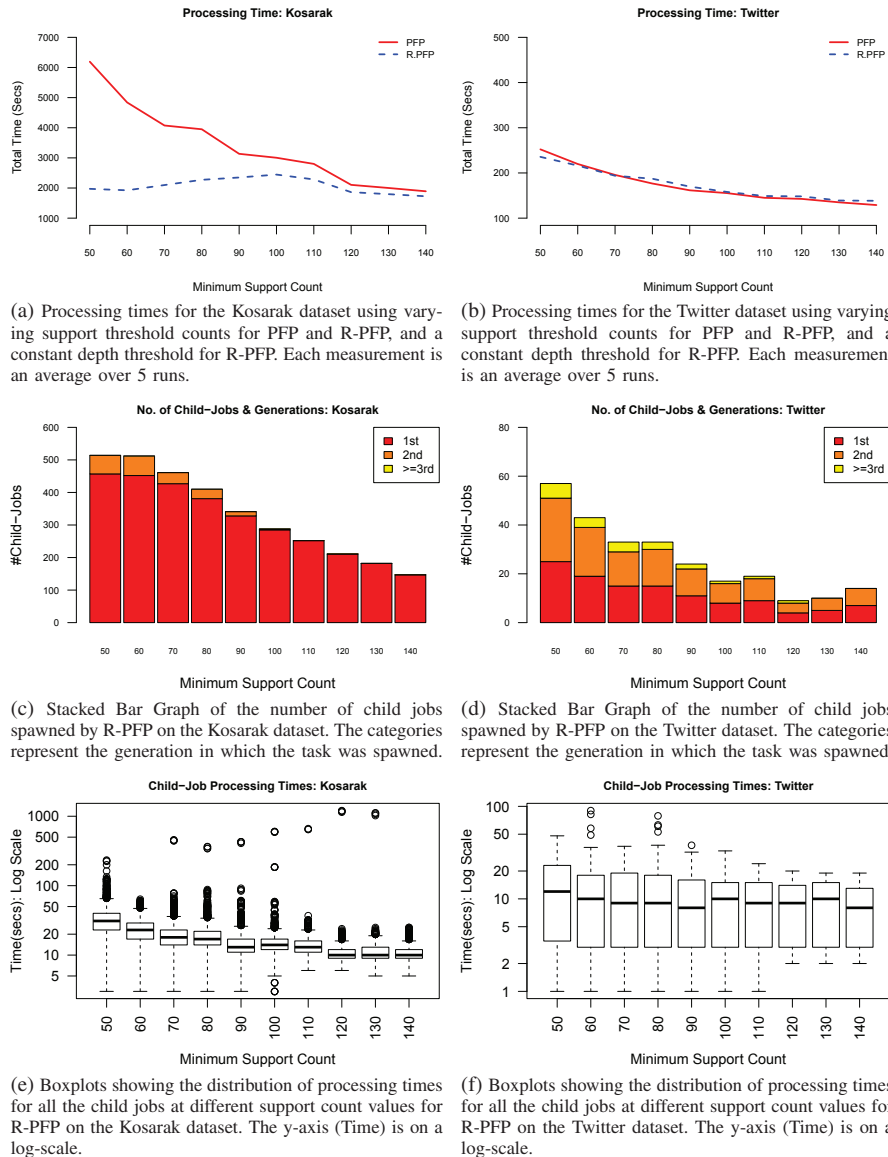 Processing Time: Kosarak
7000
6000
5000
4000
3000
2000
1000
Total Time (Secs)
PFP
R.PFP
50 60 70 80 90 100 110 120 130 140
Minimum Support Count
(a) Processing times for the Kosarak dataset using vary-
ing support threshold counts for PFP and R-PFP, and a
constant depth threshold for R-PFP. Each measurement is
an average over 5 runs.
Processing Time: Twitter
500
400
300
200
100
Total Time (Secs)
PFP
R.PFP
50 60 70 80 90 100 110 120 130 140
Minimum Support Count
(b) Processing times for the Twitter dataset using varying
support threshold counts for PFP and R-PFP, and a
constant depth threshold for R-PFP. Each measurement
is an average over 5 runs.
No. of Child−Jobs & Generations: Kosarak
600
500
400
300
200
100
0
#Child−Jobs
1st
2nd
>=3rd
50 60 70 80 90 100 110 120 130 140
Minimum Support Count
(c) Stacked Bar Graph of the number of child jobs
spawned by R-PFP on the Kosarak dataset. The categories
represent the generation in which the task was spawned.
No. of Child−Jobs & Generations: Twitter
80
60
40
20
0
#Child−Jobs
1st
2nd
>=3rd
50 60 70 80 90 100 110 120 130 140
Minimum Support Count
(d) Stacked Bar Graph of the number of child jobs
spawned by R-PFP on the Twitter dataset. The categories
represent the generation in which the task was spawned.
Child−Job Processing Times: Kosarak
1000
500
200
100
50
20
10
5
Time(secs): Log Scale
50 60 70 80 90 100 110 120 130 140
Minimum Support Count
(e) Boxplots showing the distribution of processing times
for all the child jobs at different support count values for
R-PFP on the Kosarak dataset. The y-axis (Time) is on a
log-scale.
Child−Job Processing Times: Twitter
100
50
20
10
5
2
1
Time(secs): Log Scale
50 60 70 80 90 100 110 120 130 140
Minimum Support Count
(f) Boxplots showing the distribution of processing times
for all the child jobs at different support count values for
R-PFP on the Twitter dataset. The y-axis (Time) is on a
log-scale.